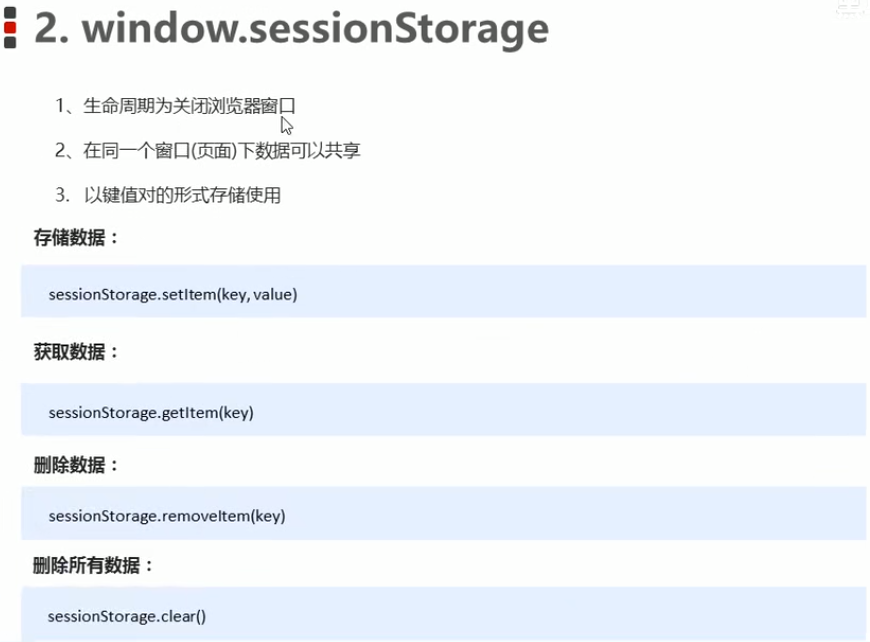 2. window.sessionStorage
1、生命周期为关闭浏览器窗口
2、在同一个窗口(页面)下数据可以共享
3. 以键值对的形式存储使用
存储数据：
sessionStorage.setItem(key, value)
获取数据：
sessionStorage.getItem(key)
删除数据：
sessionStorage.removeItem(key)
删除所有数据：
sessionStorage.clear()